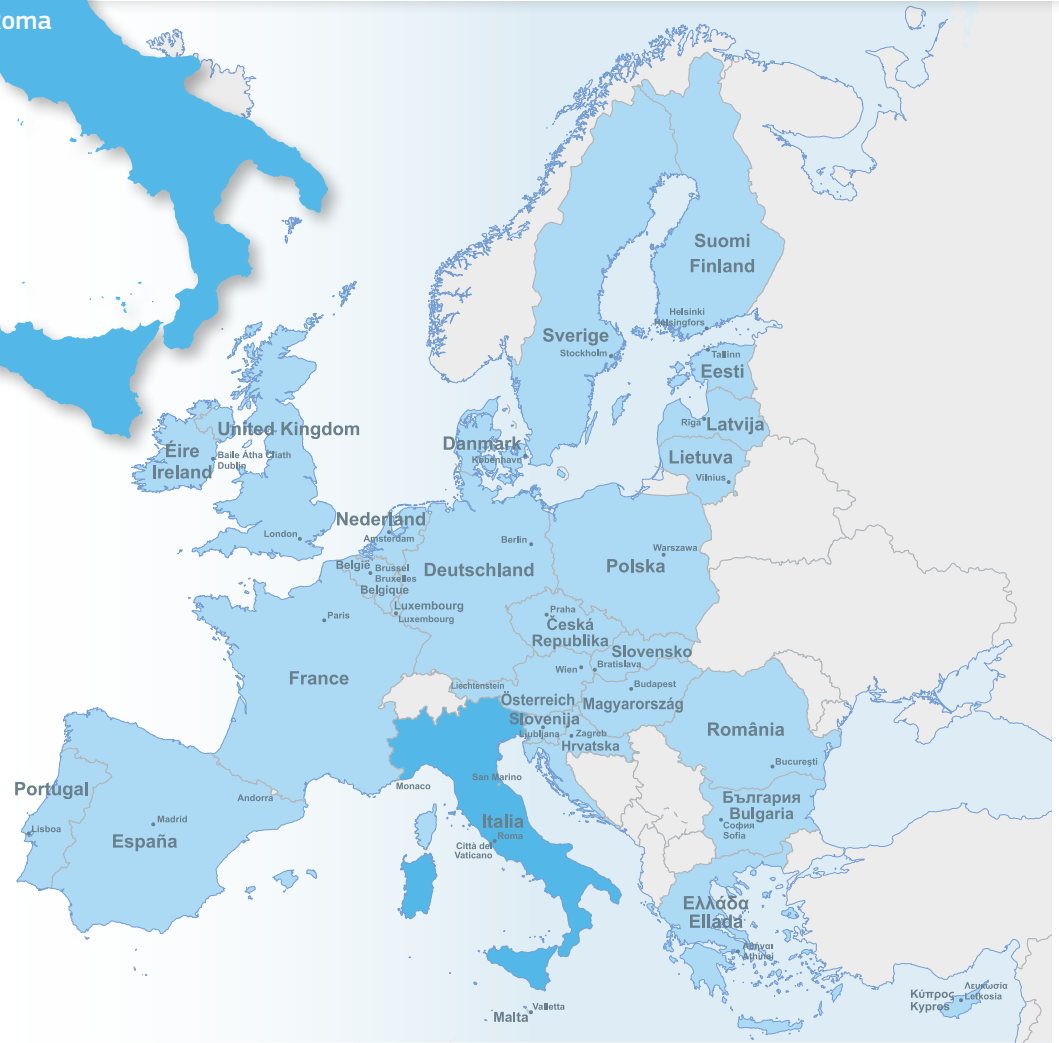 oma
Suomi
Finland
Helsinki
Helsingfors
Sverige
Stockholm
Tallinn
Eesti
Rīga
Latvija
United Kingdom
Éire
Ireland
Baile Átha Cliath
Dublin
Danmark
København
Lietuva
Vilnius
Nederland
Amsterdam
London
Berlin
Warszawa
België
Brussel
Bruxelles
Belgique
Deutschland
Polska
Luxembourg
Luxembourg
Paris
Praha
Česká
Republika
Slovensko
Bratislava
Wien
France
Liechtenstein
Budapest
Österreich
Magyarország
Slovenija
Ljubljana
Zagreb
Hrvatska
România
Bucureşti
San Marino
Monaco
Portugal
Andorra
Lisboa
Madrid
España
Italia
Roma
Città del
Vaticano
България
Bulgaria
София
Sofia
Ελλάδα
Ellada
Αθήναι
Athinai
Κύπρος
Kypros
Λευκωσία
Lefkosia
Valletta
Malta